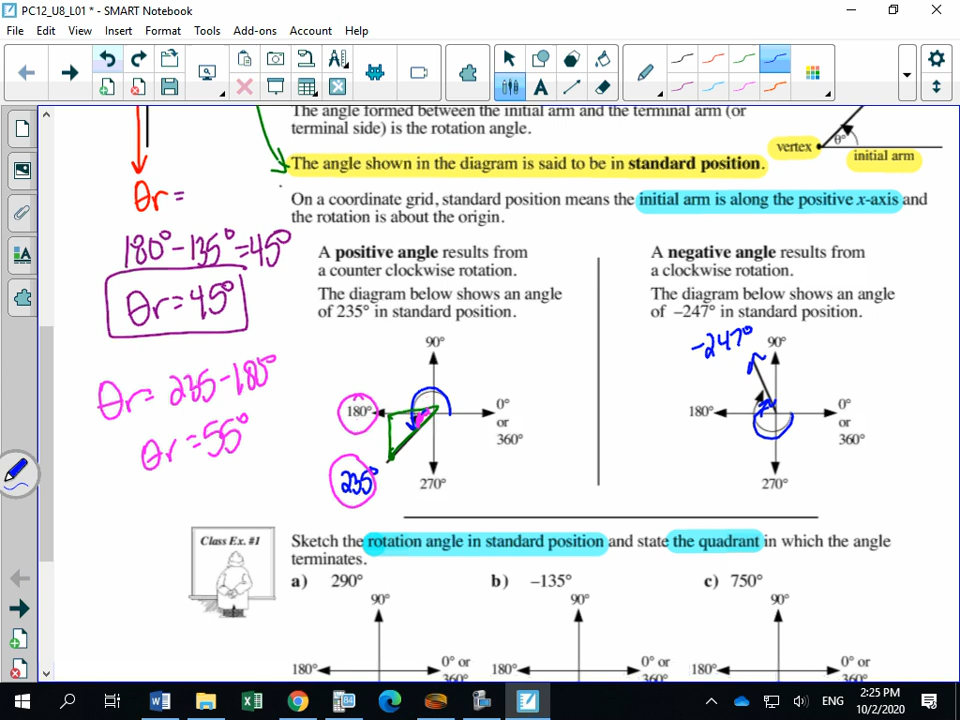 PC12_U8_L01 * - SMART Notebook
File Edit View Insert Format Tools Add-ons Account Help
The angle formed between the initial arm and the terminal arm (or
terminal side) is the rotation angle.
The angle shown in the diagram is said to be in standard position.
vertex
θ°
initial arm
On a coordinate grid, standard position means the initial arm is along the positive x-axis and
the rotation is about the origin.
θr =
180° - 135° = 45°
θr = 45°
θr = 235 - 180°
θr = 55°
A positive angle results from
a counter clockwise rotation.
The diagram below shows an angle
of 235° in standard position.
90°
180°
0°
or
360°
235°
270°
A negative angle results from
a clockwise rotation.
The diagram below shows an angle
of –247° in standard position.
-247°
90°
180°
0°
or
360°
270°
Class Ex. #1
Sketch the rotation angle in standard position and state the quadrant in which the angle
terminates.
a) 290° b) –135° c) 750°
90° 90° 90°
180° 0° or 180° 0° or 180° 0° or
360° 360° 360°
ENG
2:25 PM
10/2/2020